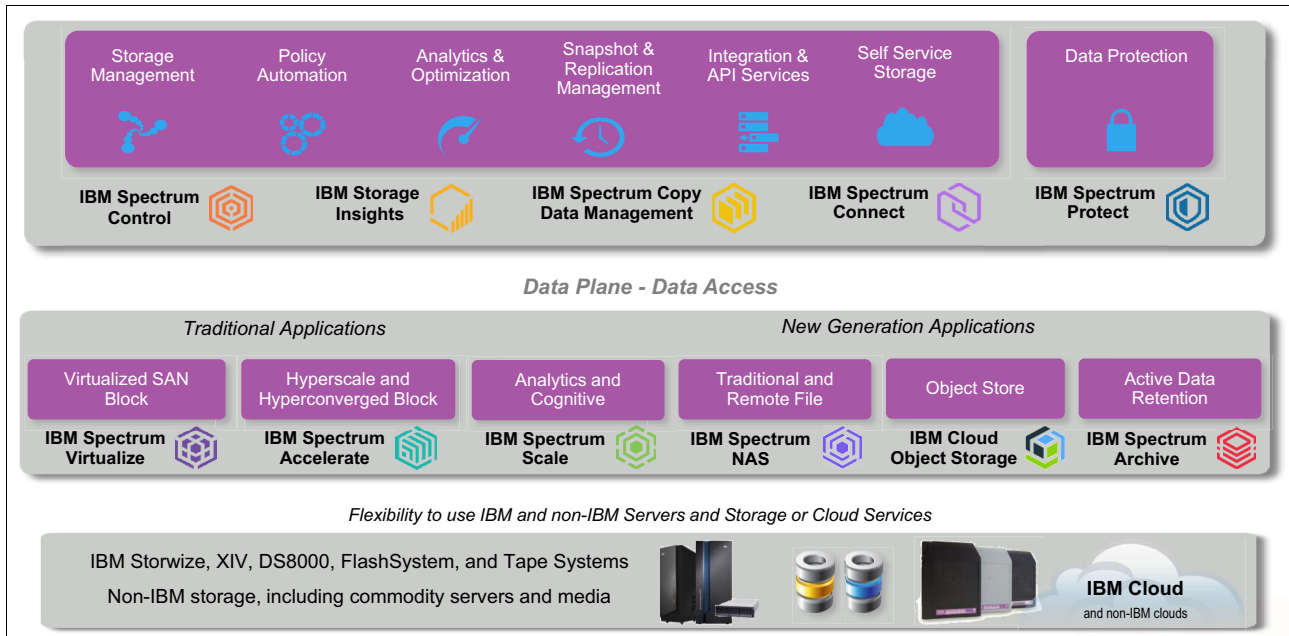 Storage
Management
Policy
Automation
Analytics &
Optimization
Snapshot &
Replication
Management
Integration &
API Services
Self Service
Storage
Data Protection
IBM Spectrum
Control
IBM Storage
Insights
IBM Spectrum Copy
Data Management
IBM Spectrum
Connect
IBM Spectrum
Protect
Data Plane - Data Access
Traditional Applications
New Generation Applications
Virtualized SAN
Block
Hyperscale and
Hyperconverged Block
Analytics and
Cognitive
Traditional and
Remote File
Object Store
Active Data
Retention
IBM Spectrum
Virtualize
IBM Spectrum
Accelerate
IBM Spectrum
Scale
IBM Spectrum
NAS
IBM Cloud
Object Storage
IBM Spectrum
Archive
Flexibility to use IBM and non-IBM Servers and Storage or Cloud Services
IBM Storwize, XIV, DS8000, FlashSystem, and Tape Systems
Non-IBM storage, including commodity servers and media
IBM Cloud
and non-IBM clouds